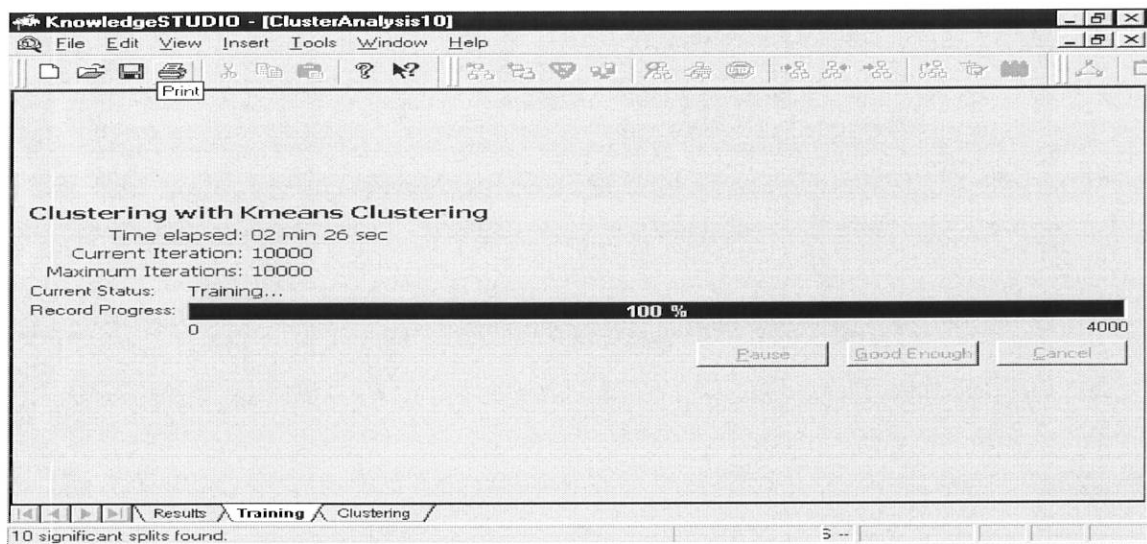 KnowledgeSTUDIO - [ClusterAnalysis10]
File Edit View Insert Tools Window Help
Print
Clustering with Kmeans Clustering
Time elapsed: 02 min 26 sec
Current Iteration: 10000
Maximum Iterations: 10000
Current Status: Training...
Record Progress: 100 %
0 4000
Pause Good Enough Cancel
Results Training Clustering
10 significant splits found. S --